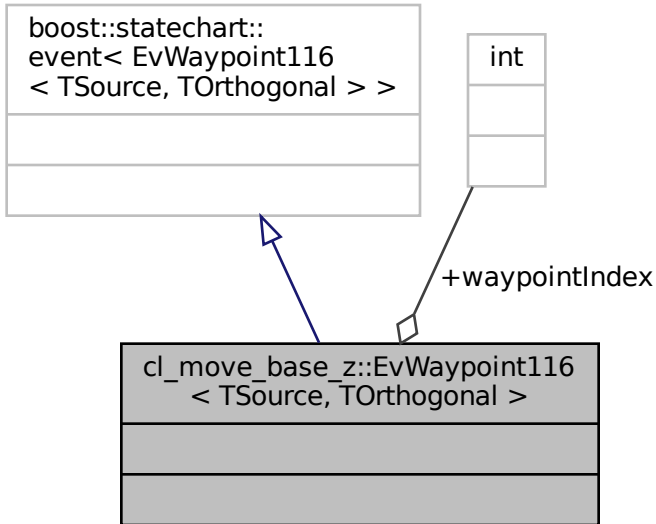 boost::statechart::
event< EvWaypoint116
< TSource, TOrthogonal > >
int
+waypointIndex
cl_move_base_z::EvWaypoint116
< TSource, TOrthogonal >